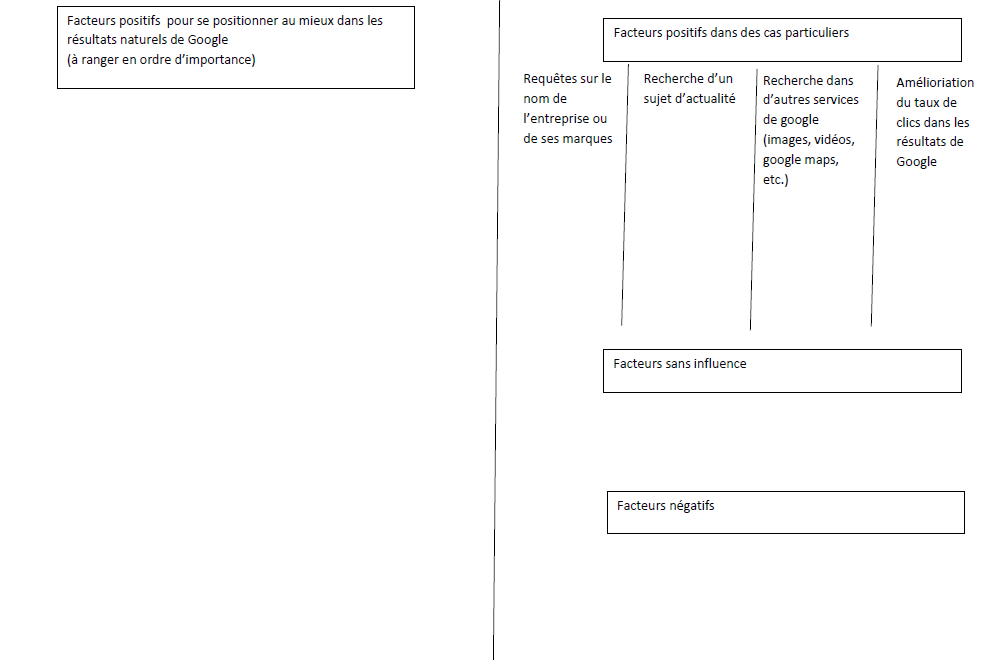 Facteurs positifs  pour se positionner au mieux dans les
résultats naturels de Google
(à ranger en ordre d’importance)
Facteurs positifs dans des cas particuliers
Requêtes sur le
nom de
l’entreprise ou
de ses marques
Recherche d’un
sujet d’actualité
Recherche dans
d’autres services
de google
(images, vidéos,
google maps,
etc.)
Amélioration
du taux de
clics dans les
résultats de
Google
Facteurs sans influence
Facteurs négatifs